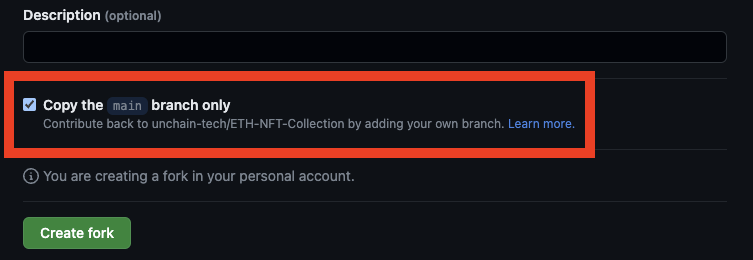 Description (optional)
Copy the main branch only
Contribute back to unchain-tech/ETH-NFT-Collection by adding your own branch. Learn more.
You are creating a fork in your personal account.
Create fork